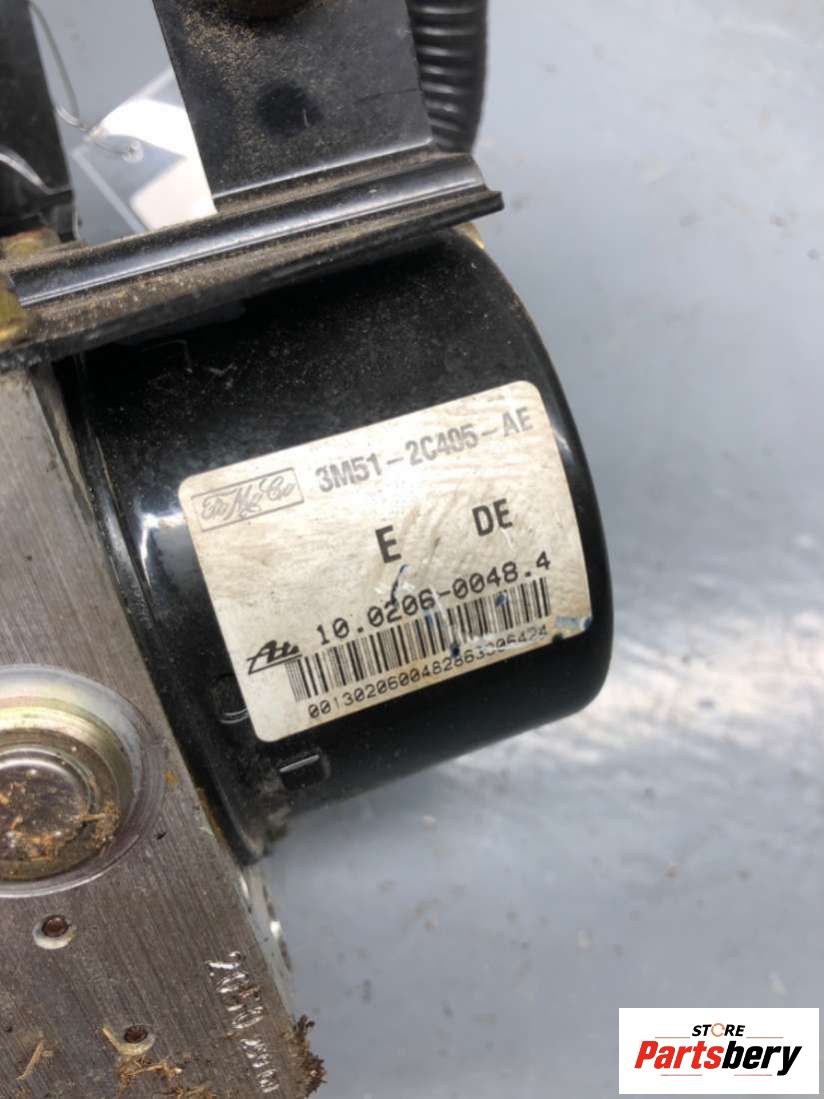 FoMoCo 3M51-2C405-AE
E DE
10.0206-0048.4
Ate
STORE
Partsbery